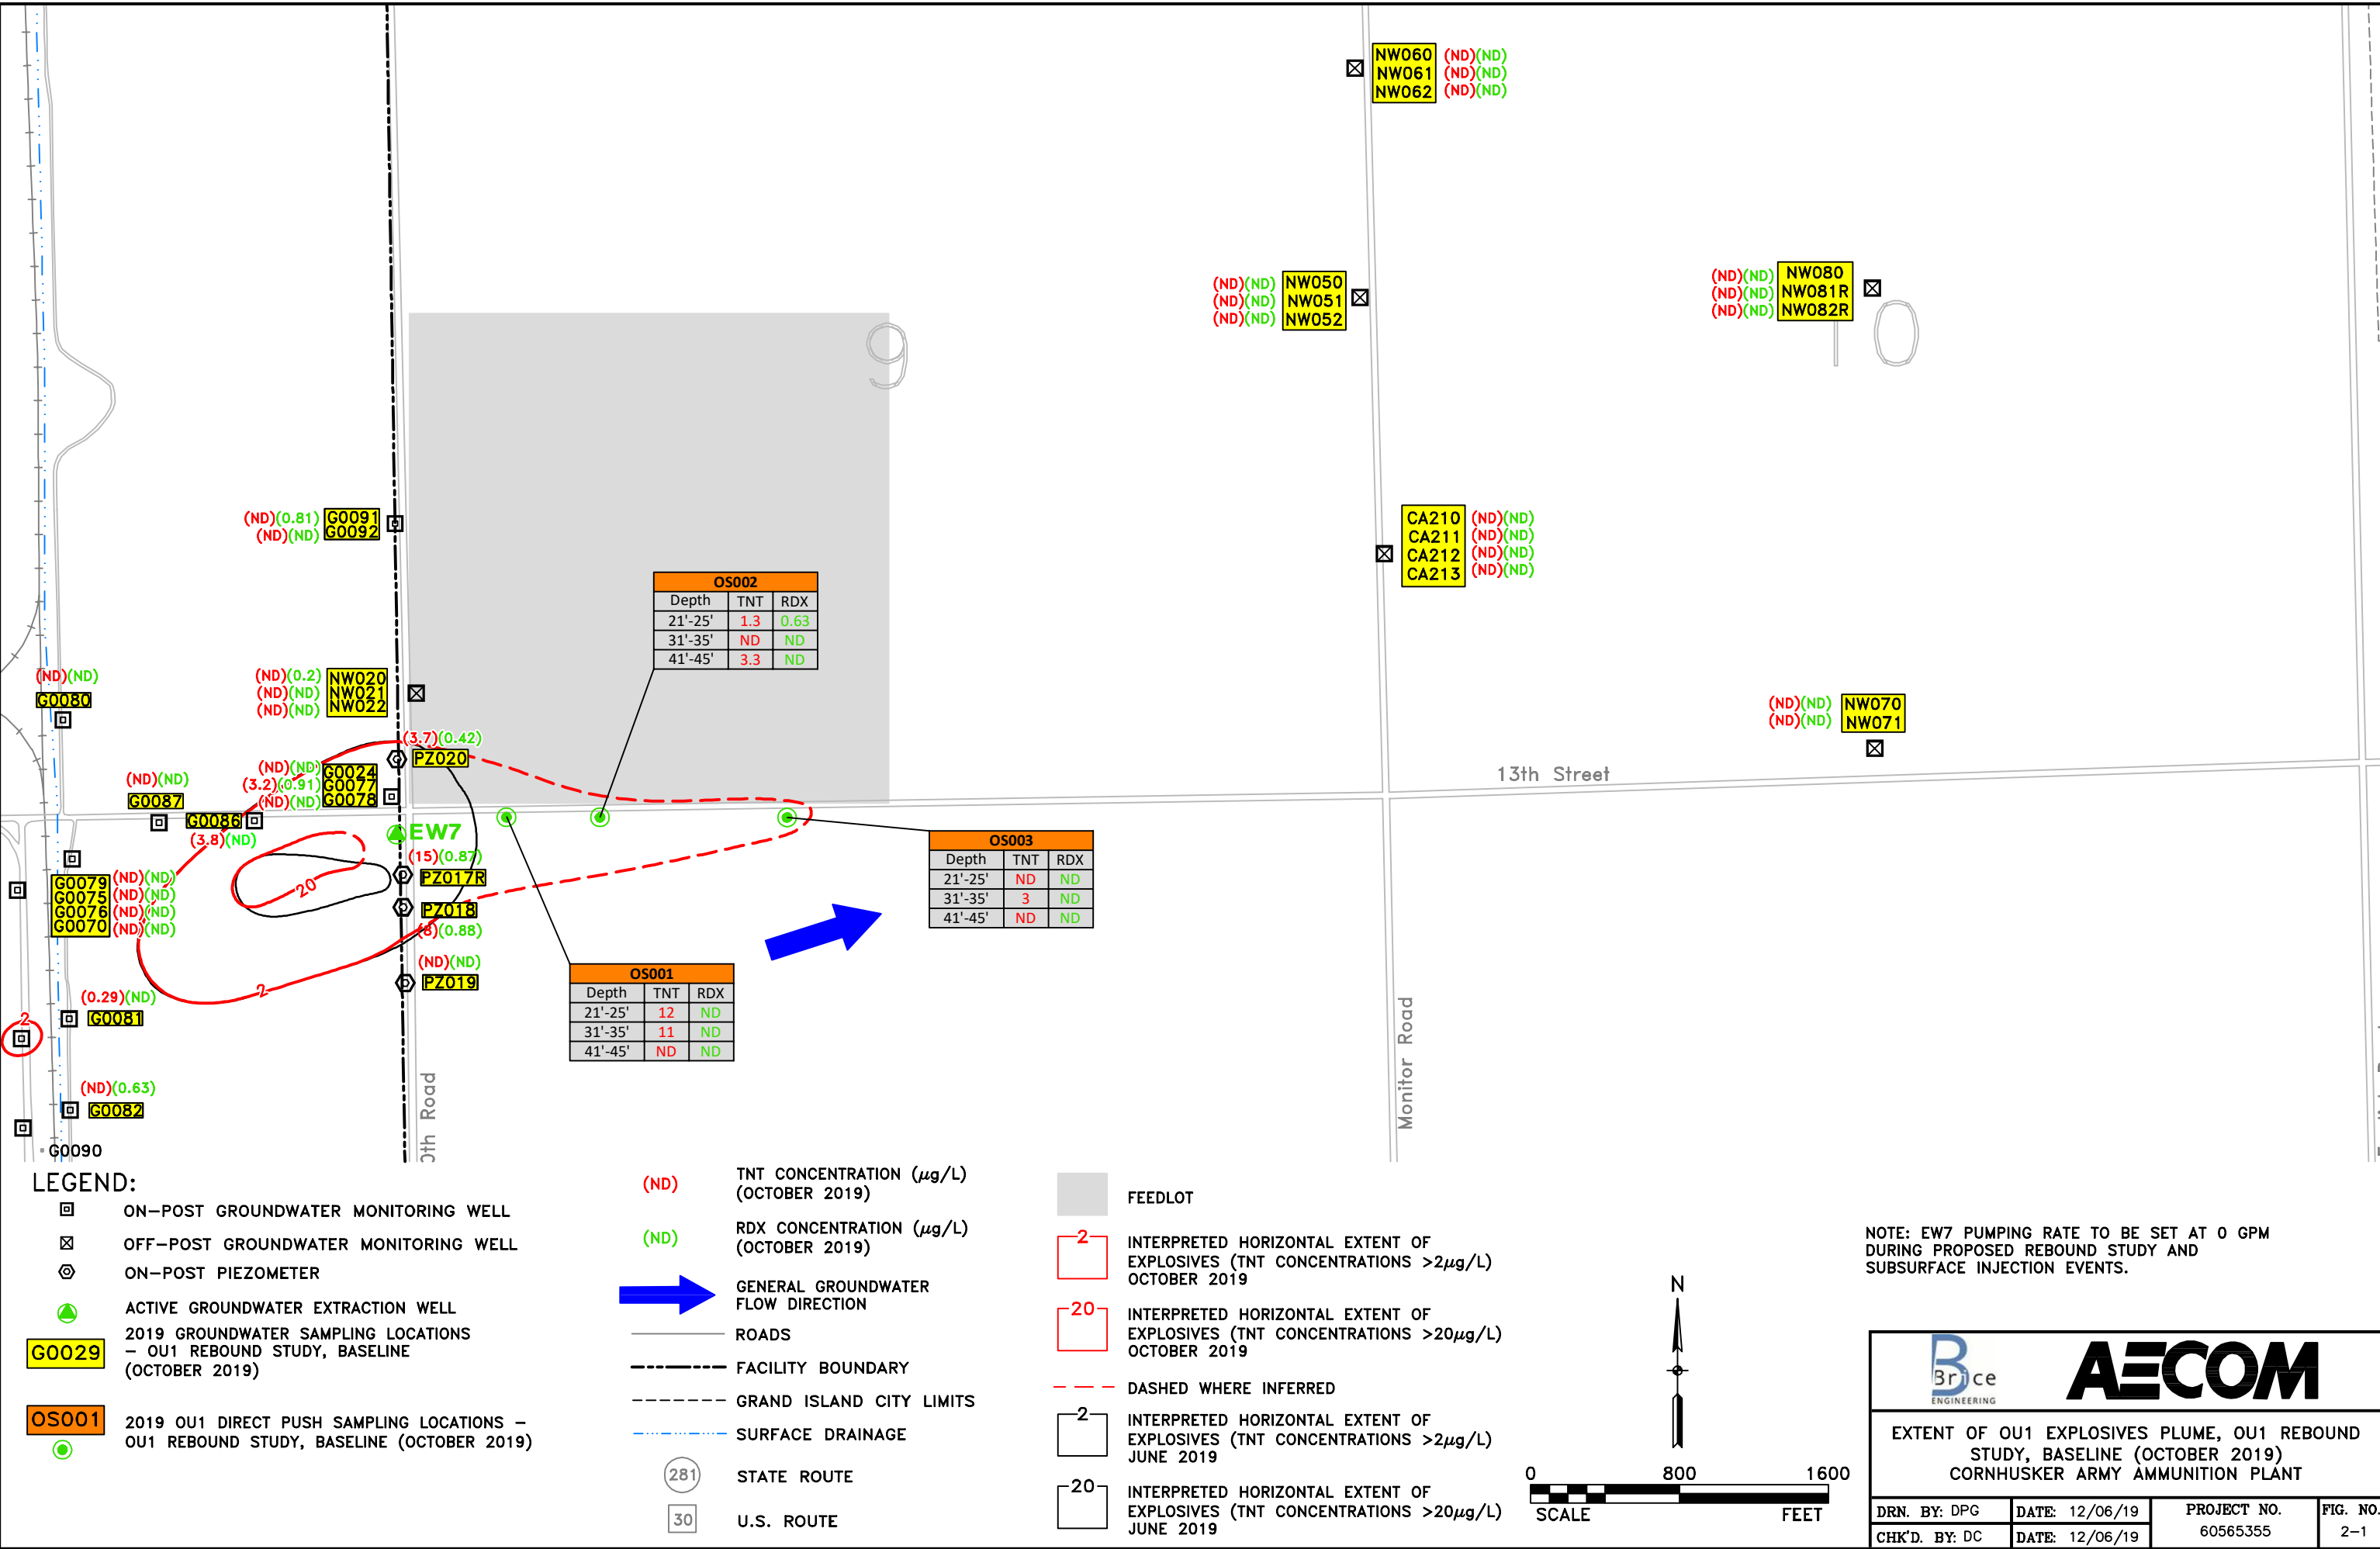 NW060 (ND)(ND)
NW061 (ND)(ND)
NW062 (ND)(ND)
(ND)(ND) NW050
(ND)(ND) NW051
(ND)(ND) NW052
(ND)(ND) NW080
(ND)(ND) NW081R
(ND)(ND) NW082R
9
10
(ND)(0.81) G0091
(ND)(ND) G0092
CA210 (ND)(ND)
CA211 (ND)(ND)
CA212 (ND)(ND)
CA213 (ND)(ND)
OS002
Depth TNT RDX
21'-25' 1.3 0.63
31'-35' ND ND
41'-45' 3.3 ND
(ND)(ND)
G0080
(ND)(0.2) NW020
(ND)(ND) NW021
(ND)(ND) NW022
(ND)(ND) NW070
(ND)(ND) NW071
(3.7)(0.42)
PZ020
(ND)(ND) G0024
(3.2)(0.91) G0077
(ND)(ND) G0078
(ND)(ND)
G0087
G0086
(3.8)(ND)
13th Street
EW7
(15)(0.87)
PZ017R
20
PZ018
(8)(0.88)
G0079 (ND)(ND)
G0075 (ND)(ND)
G0076 (ND)(ND)
G0070 (ND)(ND)
OS003
Depth TNT RDX
21'-25' ND ND
31'-35' 3 ND
41'-45' ND ND
(ND)(ND)
PZ019
2
OS001
Depth TNT RDX
21'-25' 12 ND
31'-35' 11 ND
41'-45' ND ND
(0.29)(ND)
G0081
2
(ND)(0.63)
G0082
G0090
0th Road
Monitor Road
LEGEND:
ON-POST GROUNDWATER MONITORING WELL
OFF-POST GROUNDWATER MONITORING WELL
ON-POST PIEZOMETER
ACTIVE GROUNDWATER EXTRACTION WELL
G0029
2019 GROUNDWATER SAMPLING LOCATIONS
- OU1 REBOUND STUDY, BASELINE
(OCTOBER 2019)
OS001
2019 OU1 DIRECT PUSH SAMPLING LOCATIONS -
OU1 REBOUND STUDY, BASELINE (OCTOBER 2019)
(ND)
TNT CONCENTRATION (µg/L)
(OCTOBER 2019)
(ND)
RDX CONCENTRATION (µg/L)
(OCTOBER 2019)
GENERAL GROUNDWATER
FLOW DIRECTION
ROADS
FACILITY BOUNDARY
GRAND ISLAND CITY LIMITS
SURFACE DRAINAGE
281 STATE ROUTE
30 U.S. ROUTE
FEEDLOT
2
INTERPRETED HORIZONTAL EXTENT OF
EXPLOSIVES (TNT CONCENTRATIONS >2µg/L)
OCTOBER 2019
20
INTERPRETED HORIZONTAL EXTENT OF
EXPLOSIVES (TNT CONCENTRATIONS >20µg/L)
OCTOBER 2019
DASHED WHERE INFERRED
2
INTERPRETED HORIZONTAL EXTENT OF
EXPLOSIVES (TNT CONCENTRATIONS >2µg/L)
JUNE 2019
20
INTERPRETED HORIZONTAL EXTENT OF
EXPLOSIVES (TNT CONCENTRATIONS >20µg/L)
JUNE 2019
N
0 800 1600
SCALE FEET
NOTE: EW7 PUMPING RATE TO BE SET AT 0 GPM
DURING PROPOSED REBOUND STUDY AND
SUBSURFACE INJECTION EVENTS.
Brice
ENGINEERING
AECOM
EXTENT OF OU1 EXPLOSIVES PLUME, OU1 REBOUND
STUDY, BASELINE (OCTOBER 2019)
CORNHUSKER ARMY AMMUNITION PLANT
DRN. BY: DPG DATE: 12/06/19 PROJECT NO. FIG. NO.
CHK'D. BY: DC DATE: 12/06/19 60565355 2-1